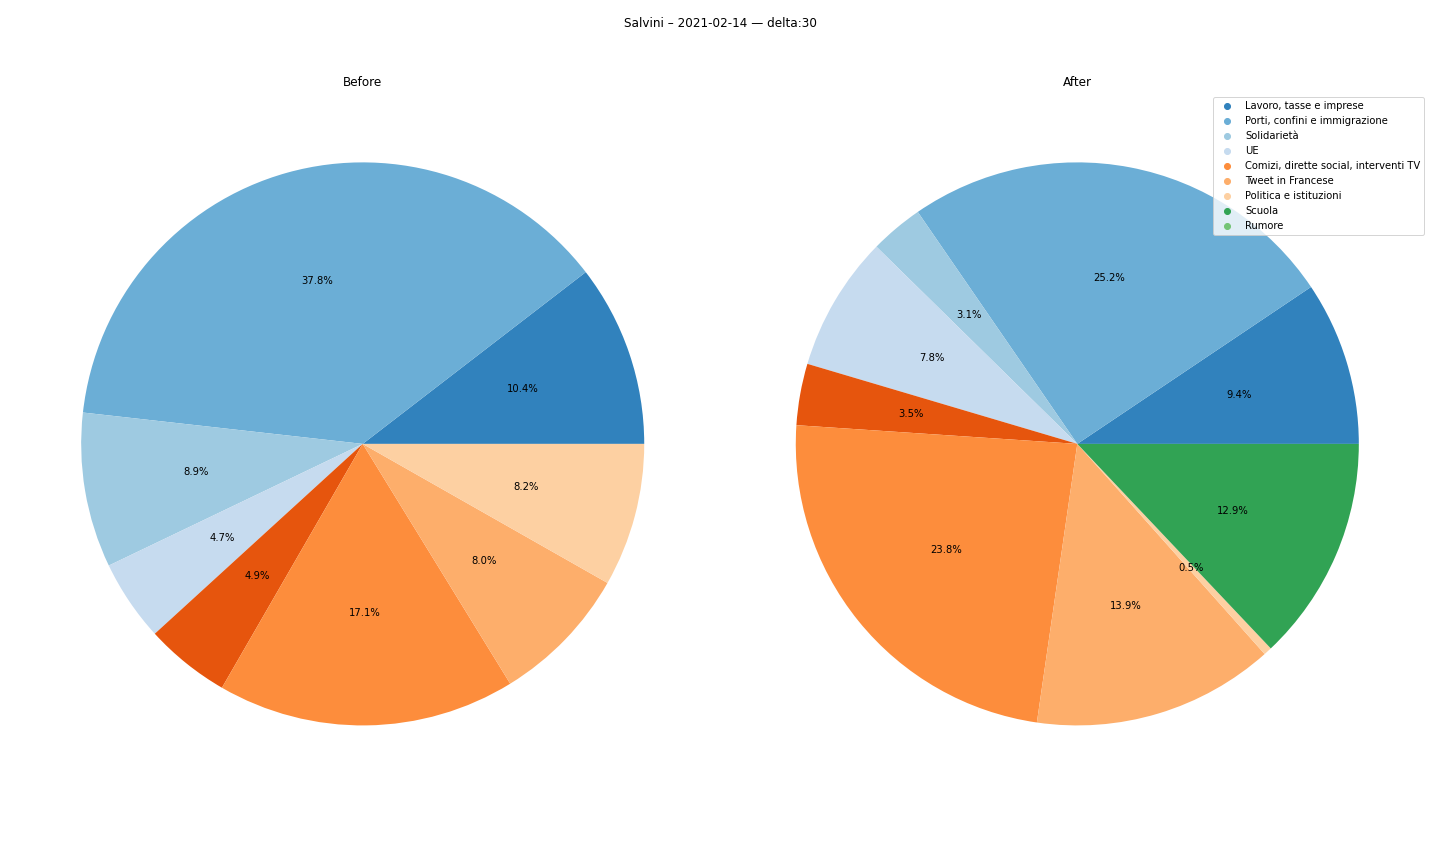 Salvini – 2021-02-14 — delta:30
Before
37.8%
10.4%
8.9%
4.7%
4.9%
17.1%
8.0%
8.2%
After
Lavoro, tasse e imprese
Porti, confini e immigrazione
Solidarietà
UE
Comizi, dirette social, interventi TV
Tweet in Francese
Politica e istituzioni
Scuola
Rumore
25.2%
3.1%
7.8%
9.4%
3.5%
23.8%
13.9%
0.5%
12.9%